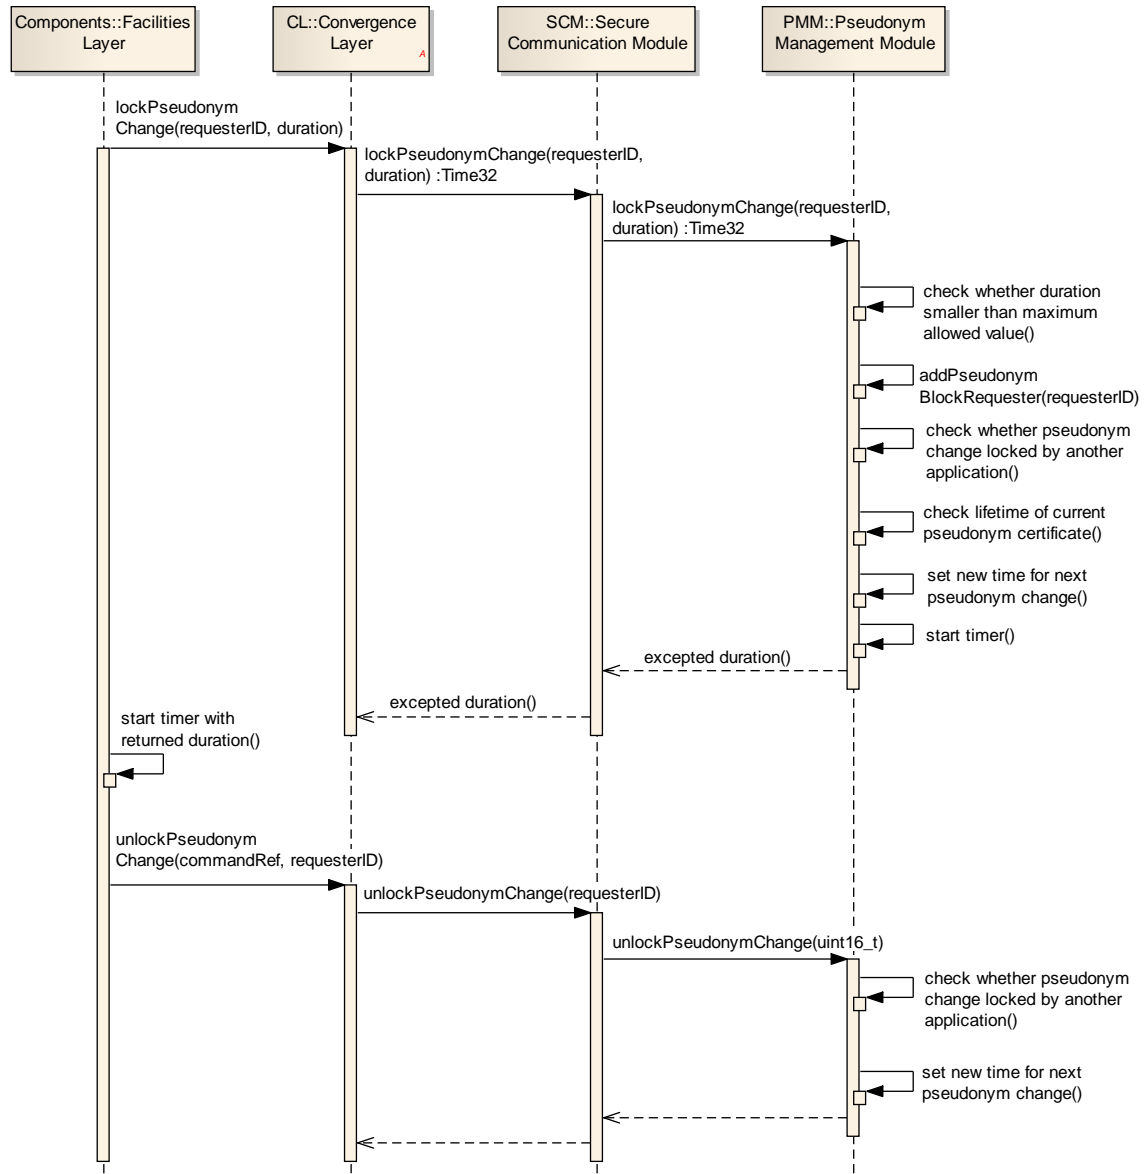 Components::Facilities
Layer
CL::Convergence
Layer
A
SCM::Secure
Communication Module
PMM::Pseudonym
Management Module
lockPseudonym
Change(requesterID, duration)
lockPseudonymChange(requesterID,
duration) :Time32
lockPseudonymChange(requesterID,
duration) :Time32
check whether duration
smaller than maximum
allowed value()
addPseudonym
BlockRequester(requesterID)
check whether pseudonym
change locked by another
application()
check lifetime of current
pseudonym certificate()
set new time for next
pseudonym change()
start timer()
excepted duration()
excepted duration()
start timer with
returned duration()
unlockPseudonym
Change(commandRef, requesterID)
unlockPseudonymChange(requesterID)
unlockPseudonymChange(uint16_t)
check whether pseudonym
change locked by another
application()
set new time for next
pseudonym change()